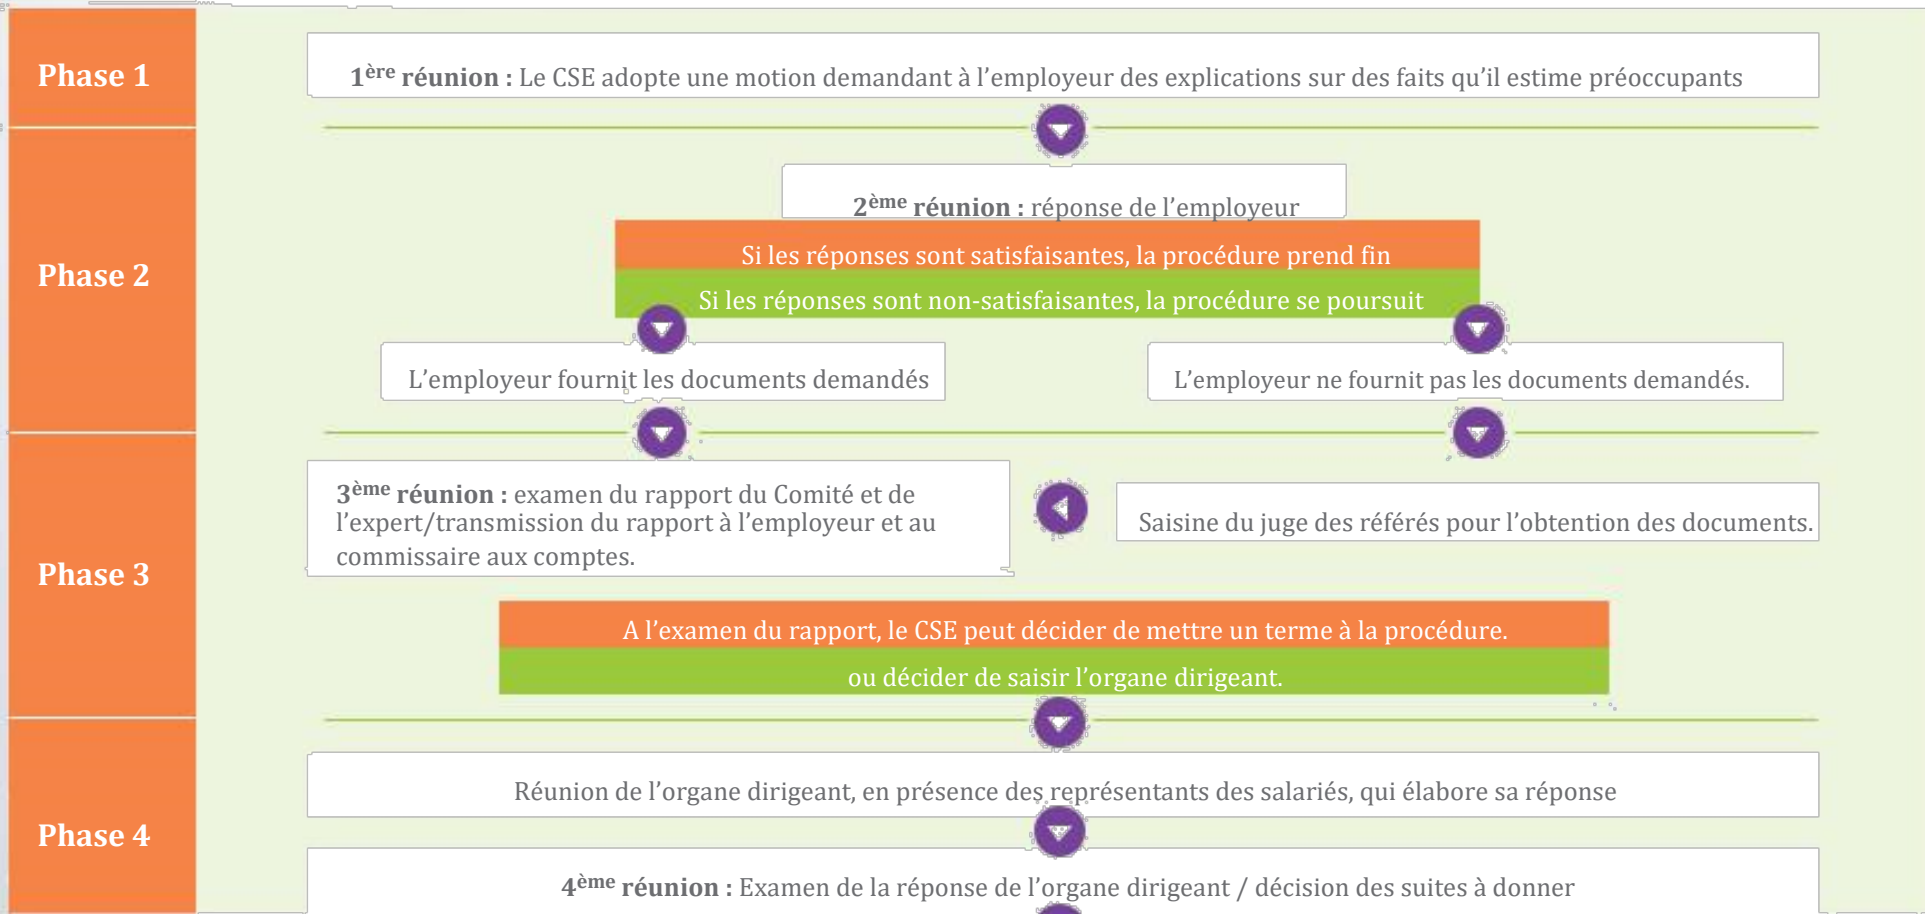 Phase 1
1ère réunion : Le CSE adopte une motion demandant à l’employeur des explications sur des faits qu’il estime préoccupants
Phase 2
2ème réunion : réponse de l’employeur
Si les réponses sont satisfaisantes, la procédure prend fin
Si les réponses sont non-satisfaisantes, la procédure se poursuit
L’employeur fournit les documents demandés
L’employeur ne fournit pas les documents demandés.
Phase 3
3ème réunion : examen du rapport du Comité et de
l’expert/transmission du rapport à l’employeur et au
commissaire aux comptes.
Saisine du juge des référés pour l’obtention des documents.
A l’examen du rapport, le CSE peut décider de mettre un terme à la procédure.
ou décider de saisir l’organe dirigeant.
Phase 4
Réunion de l’organe dirigeant, en présence des représentants des salariés, qui élabore sa réponse
4ème réunion : Examen de la réponse de l’organe dirigeant / décision des suites à donner